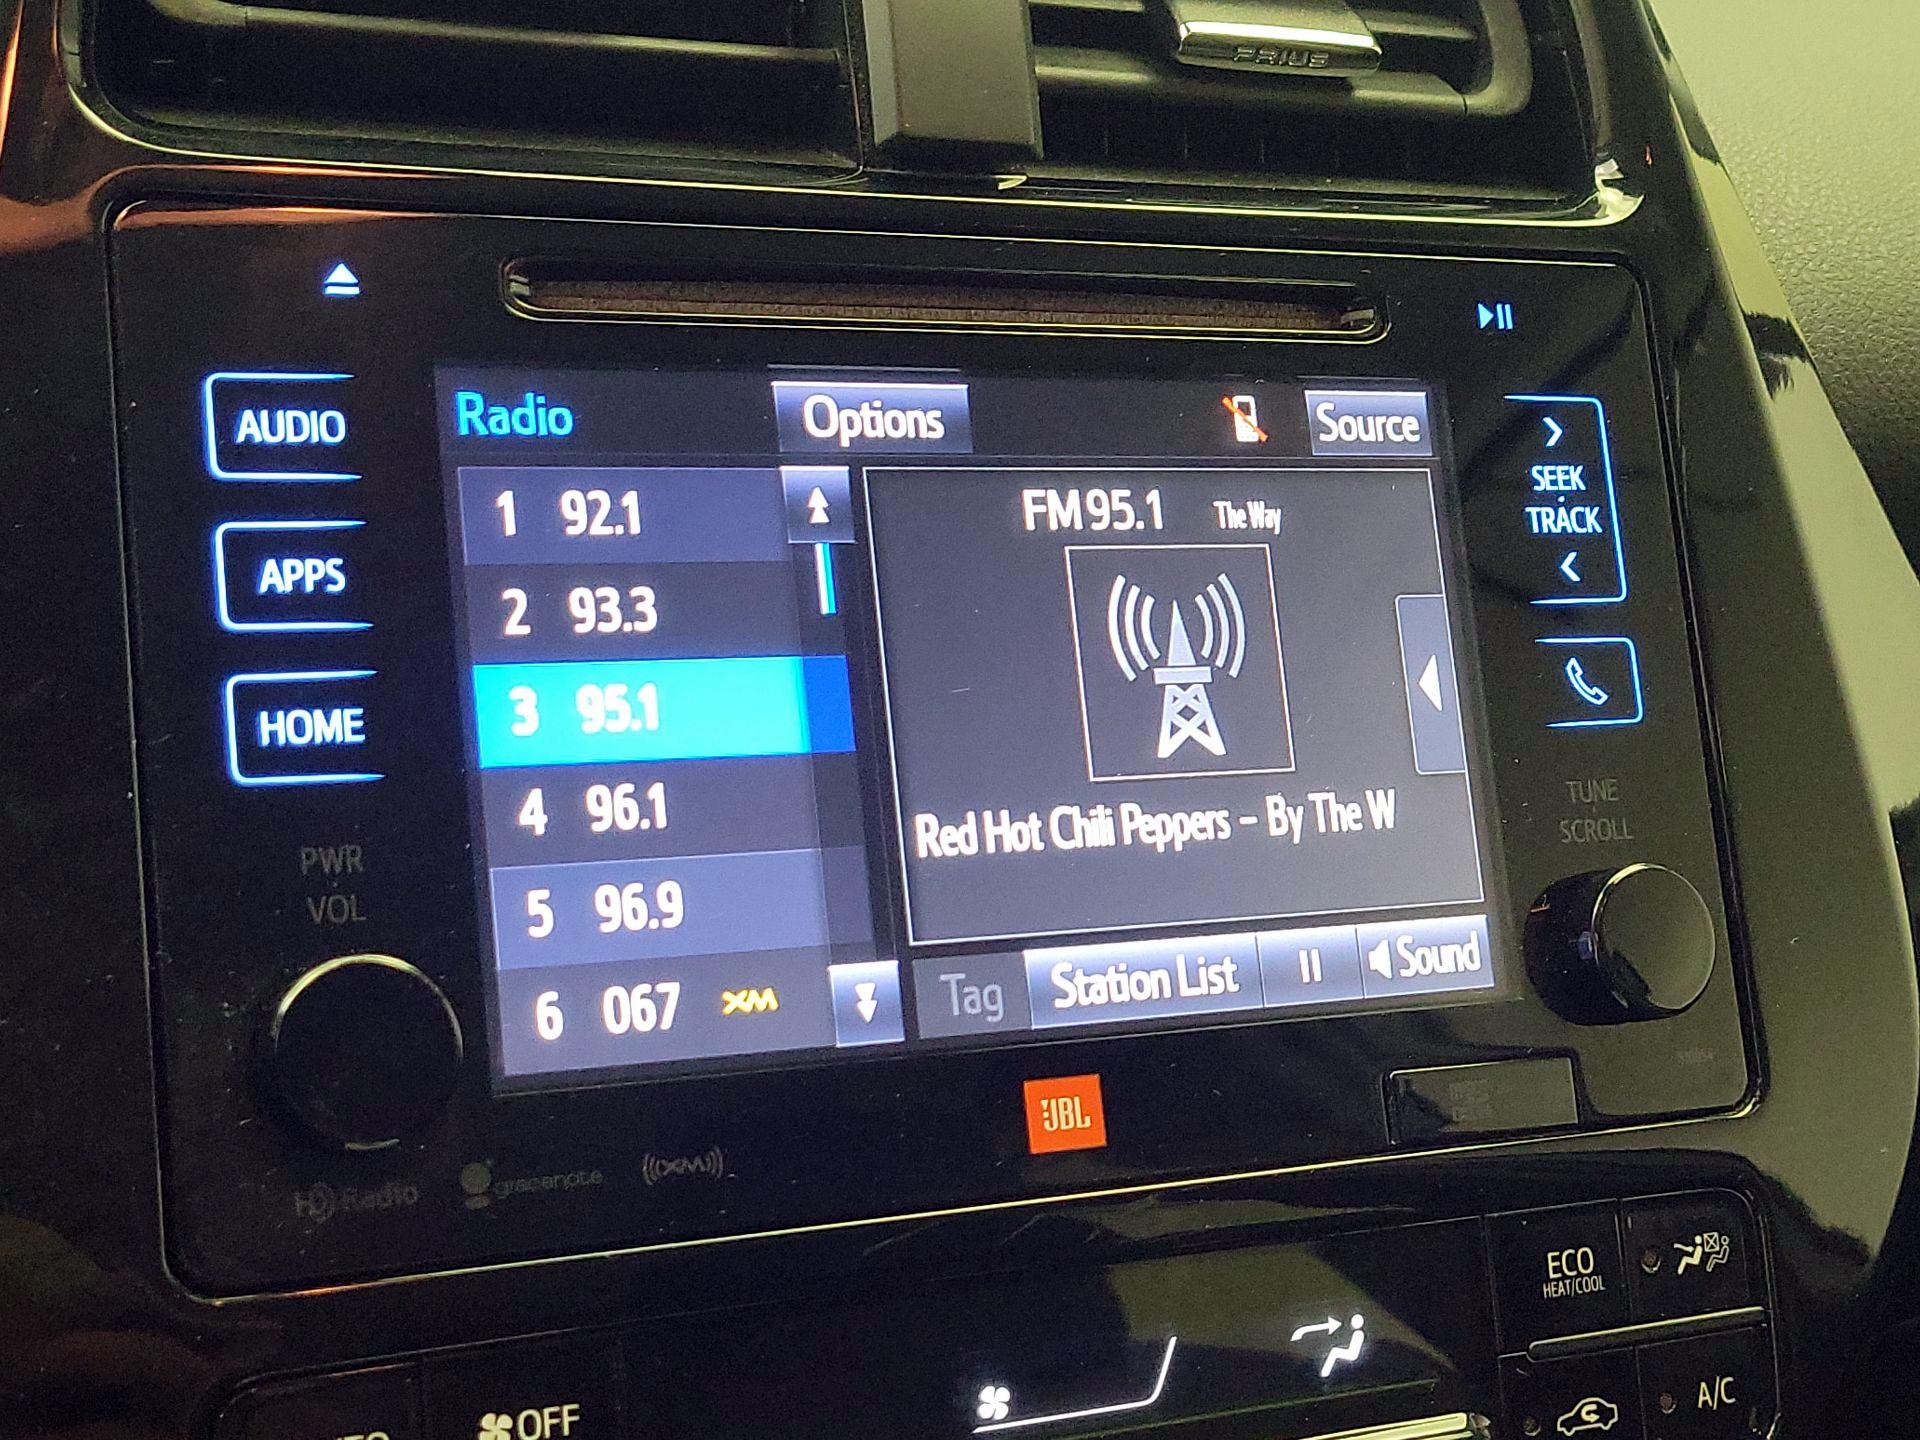 PRIUS
AUDIO
APPS
HOME
PWR
VOL
Radio
Options
Source
1 92.1
2 93.3
3 95.1
4 96.1
5 96.9
6 067 XM
FM 95.1 The Way
Red Hot Chili Peppers - By The W
Tag
Station List
Sound
SEEK
TRACK
TUNE
SCROLL
JBL
HD Radio
gracenote
((XM))
ECO
HEAT/COOL
A/C
OFF